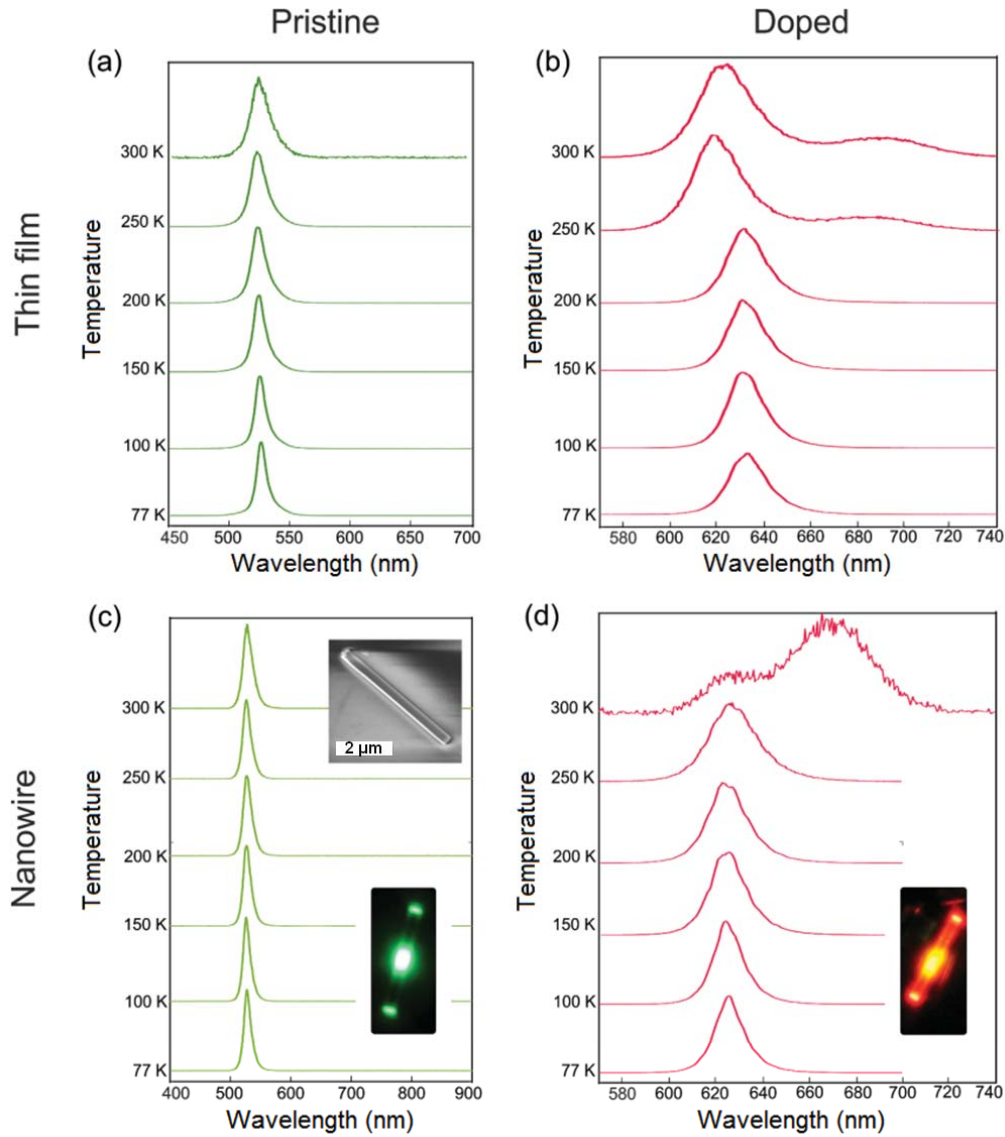 Pristine
Doped
Thin film
Nanowire
(a)
Temperature
300 K
250 K
200 K
150 K
100 K
77 K
450 500 550 600 650 700
Wavelength (nm)
(b)
Temperature
300 K
250 K
200 K
150 K
100 K
77 K
580 600 620 640 660 680 700 720 740
Wavelength (nm)
(c)
Temperature
300 K
250 K
200 K
150 K
100 K
77 K
2 µm
400 500 600 700 800 900
Wavelength (nm)
(d)
Temperature
300 K
250 K
200 K
150 K
100 K
77 K
580 600 620 640 660 680 700 720 740
Wavelength (nm)